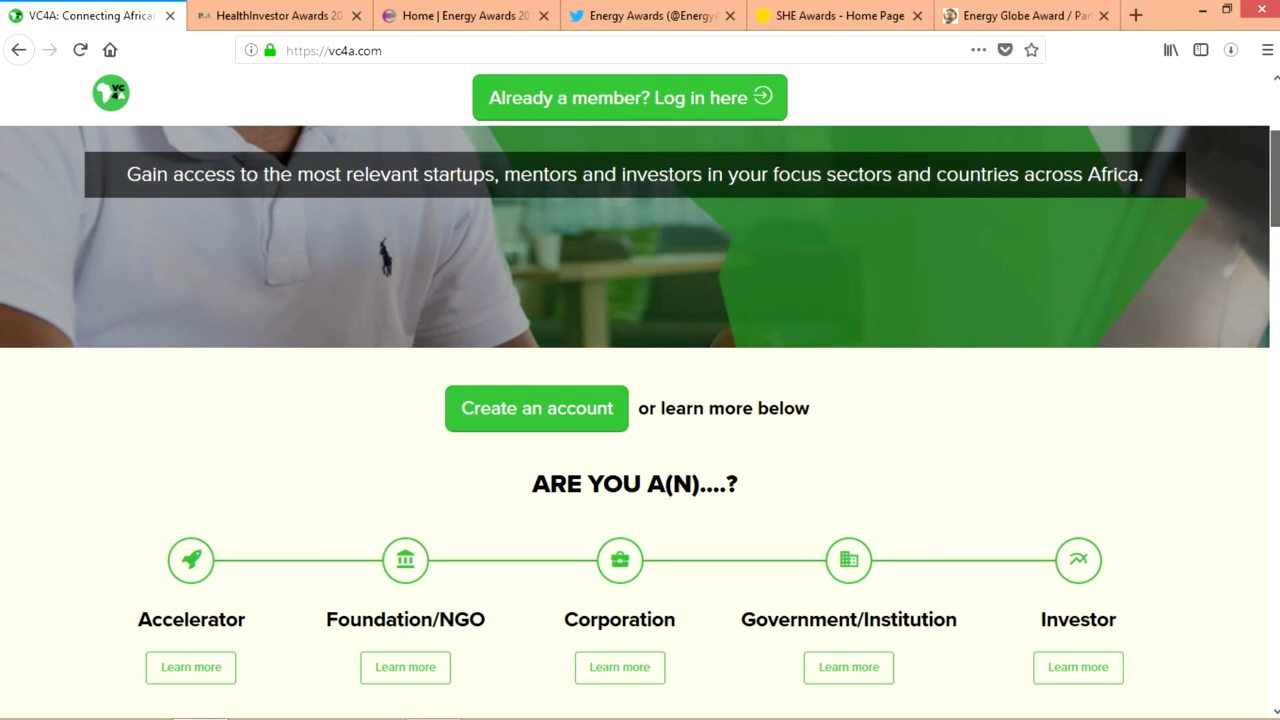 VC4A: Connecting Africa
HealthInvestor Awards 20
Home | Energy Awards 20
Energy Awards (@Energy
SHE Awards - Home Page
Energy Globe Award / Par
https://vc4a.com
VC
4A
Already a member? Log in here
Gain access to the most relevant startups, mentors and investors in your focus sectors and countries across Africa.
Create an account or learn more below
ARE YOU A(N)....?
Accelerator Foundation/NGO Corporation Government/Institution Investor
Learn more Learn more Learn more Learn more Learn more